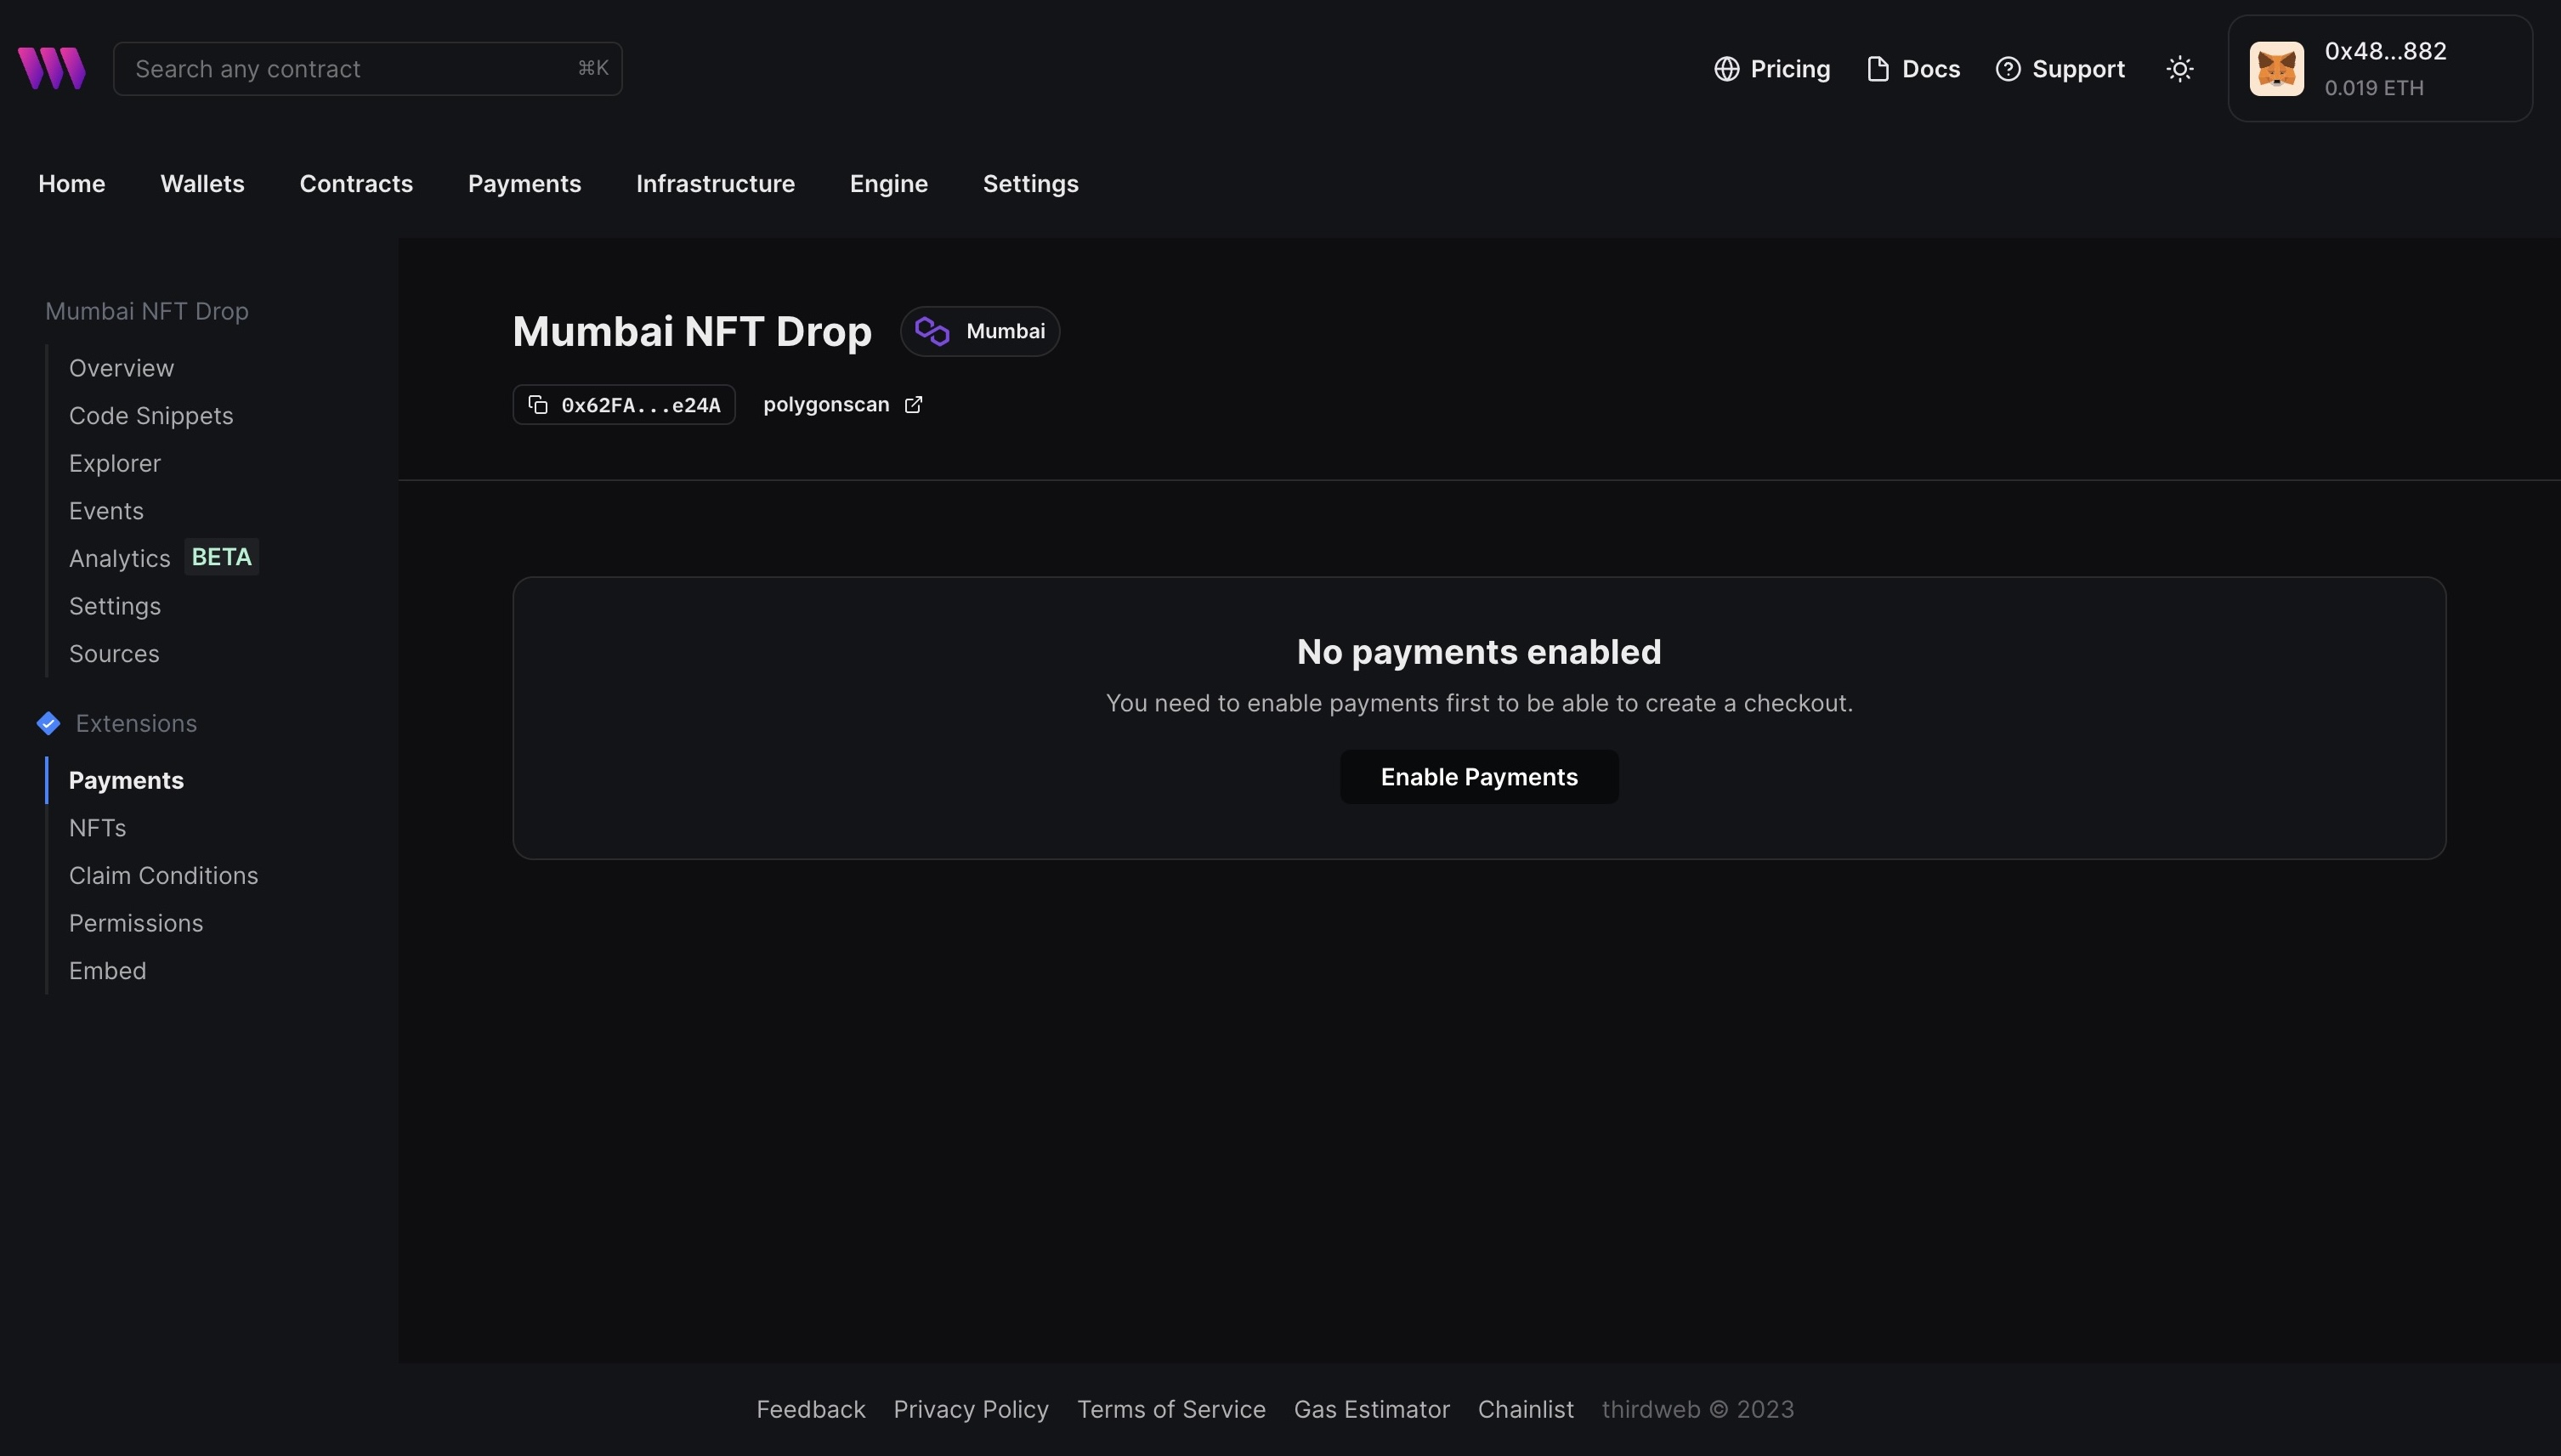 Search any contract ⌘K
Pricing Docs Support
0x48...882
0.019 ETH
Home Wallets Contracts Payments Infrastructure Engine Settings
Mumbai NFT Drop
Overview
Code Snippets
Explorer
Events
Analytics BETA
Settings
Sources
Extensions
Payments
NFTs
Claim Conditions
Permissions
Embed
Mumbai NFT Drop Mumbai
0x62FA...e24A polygonscan
No payments enabled
You need to enable payments first to be able to create a checkout.
Enable Payments
Feedback Privacy Policy Terms of Service Gas Estimator Chainlist thirdweb © 2023